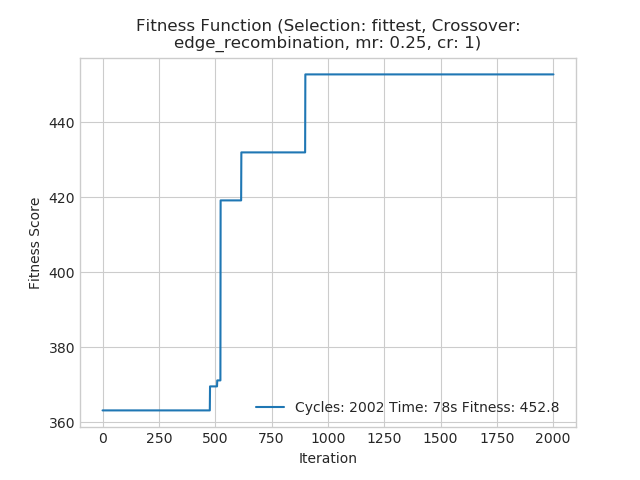 Fitness Function (Selection: fittest, Crossover:
edge_recombination, mr: 0.25, cr: 1)
Fitness Score
440
420
400
380
360
Cycles: 2002 Time: 78s Fitness: 452.8
0 250 500 750 1000 1250 1500 1750 2000
Iteration